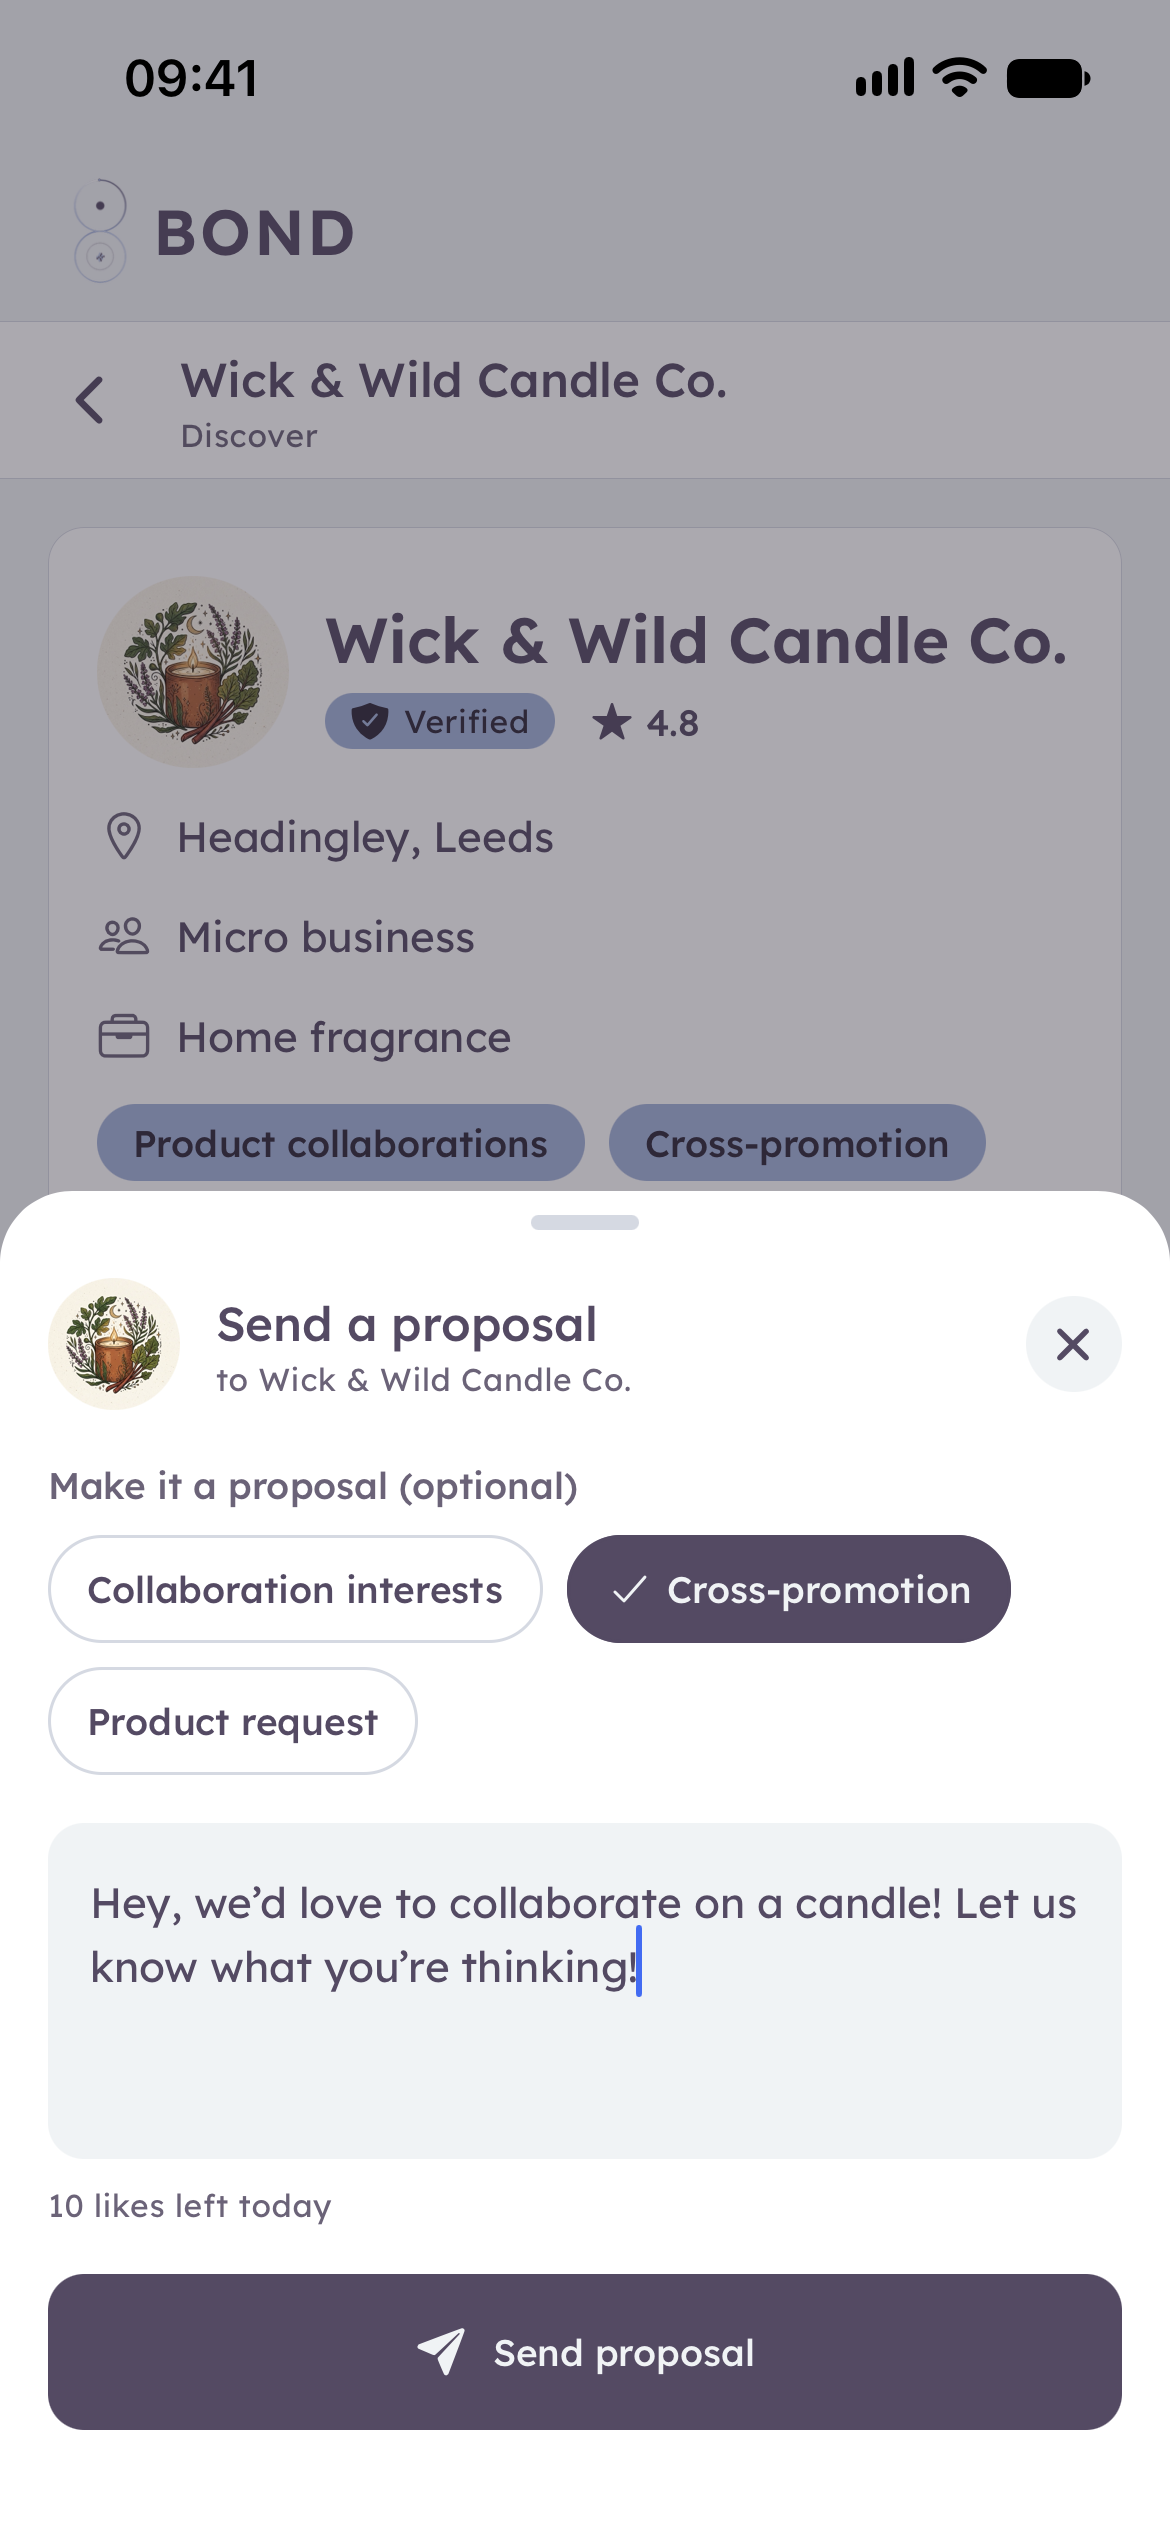 09:41
BOND
Wick & Wild Candle Co.
Discover
Wick & Wild Candle Co.
Verified
4.8
Headingley, Leeds
Micro business
Home fragrance
Product collaborations
Cross-promotion
Send a proposal
to Wick & Wild Candle Co.
Make it a proposal (optional)
Collaboration interests
Cross-promotion
Product request
Hey, we’d love to collaborate on a candle! Let us
know what you’re thinking!
10 likes left today
Send proposal